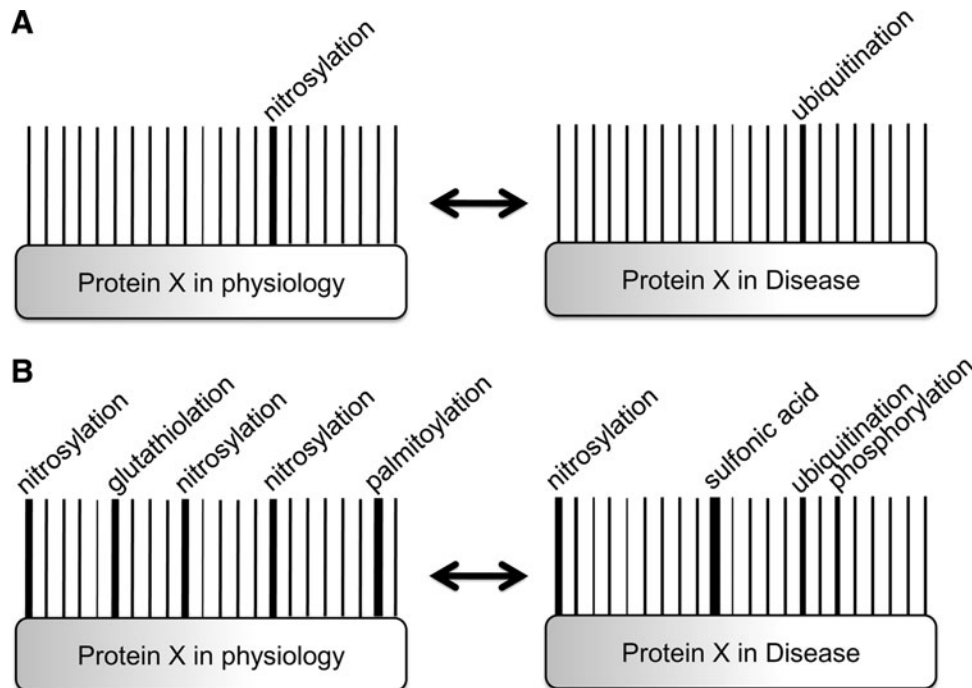 A
nitrosylation
ubiquitination
Protein X in physiology
Protein X in Disease
B
nitrosylation
glutathiolation
nitrosylation
nitrosylation
palmitoylation
nitrosylation
sulfonic acid
ubiquitination
phosphorylation
Protein X in physiology
Protein X in Disease